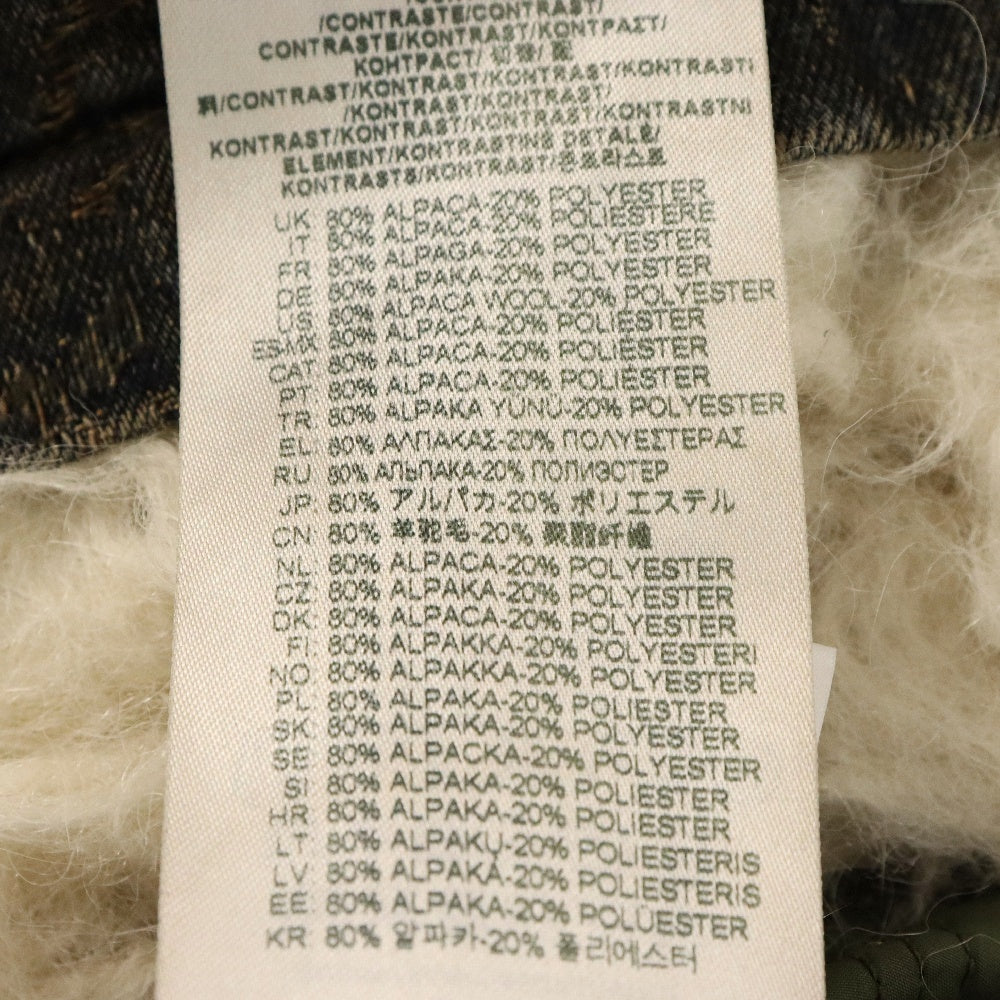 /CONTRASTE/CONTRAST/
CONTRASTE/KONTRAST/ΚΟΝΤΡΑΣΤ/
КОНТРАСТ/
/CONTRAST/KONTRAST/KONTRAST/KONTRASTI
/KONTRAST/KONTRAST/KONTRAST/
KONTRAST/KONTRAST/KONTRAST/KONTRASTNI
ELEMENT/KONTRASTINĖ DETALĖ/
KONTRASTS/KONTRAST/콘트라스트
UK: 80% ALPACA-20% POLYESTER
IT: 80% ALPACA-20% POLIESTERE
FR: 80% ALPAGA-20% POLYESTER
DE: 80% ALPAKA-20% POLYESTER
US: 80% ALPACA WOOL-20% POLYESTER
ES: 80% ALPACA-20% POLIESTER
CAT: 80% ALPACA-20% POLIESTER
PT: 80% ALPACA-20% POLIESTER
TR: 80% ALPAKA YÜNÜ-20% POLYESTER
EL: 80% ΑΛΠΑΚΑΣ-20% ΠΟΛΥΕΣΤΕΡΑΣ
RU: 80% АЛЬПАКА-20% ПОЛИЭСТЕР
JP: 80% アルパカ-20% ポリエステル
CN: 80% 羊驼毛-20% 聚酯纤维
NL: 80% ALPACA-20% POLYESTER
CZ: 80% ALPAKA-20% POLYESTER
DK: 80% ALPACA-20% POLYESTER
FI: 80% ALPAKKA-20% POLYESTERI
NO: 80% ALPAKKA-20% POLYESTER
PL: 80% ALPAKA-20% POLIESTER
SK: 80% ALPAKA-20% POLYESTER
SE: 80% ALPACKA-20% POLYESTER
SI: 80% ALPAKA-20% POLIESTER
HR: 80% ALPAKA-20% POLIESTER
LT: 80% ALPAKŲ-20% POLIESTERIS
LV: 80% ALPAKA-20% POLIESTERIS
EE: 80% ALPAKA-20% POLÜESTER
KR: 80% 알파카-20% 폴리에스터